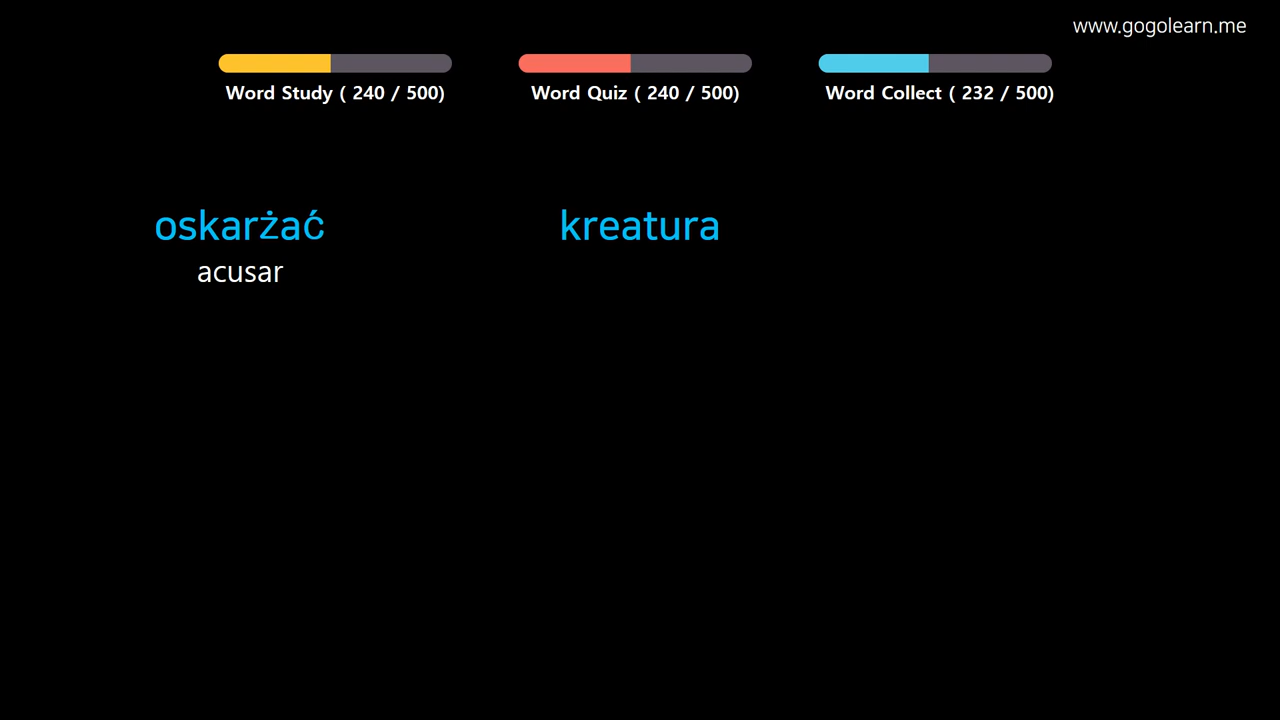 www.gogolearn.me
Word Study ( 240 / 500)
Word Quiz ( 240 / 500)
Word Collect ( 232 / 500)
oskarżać
kreatura
acusar